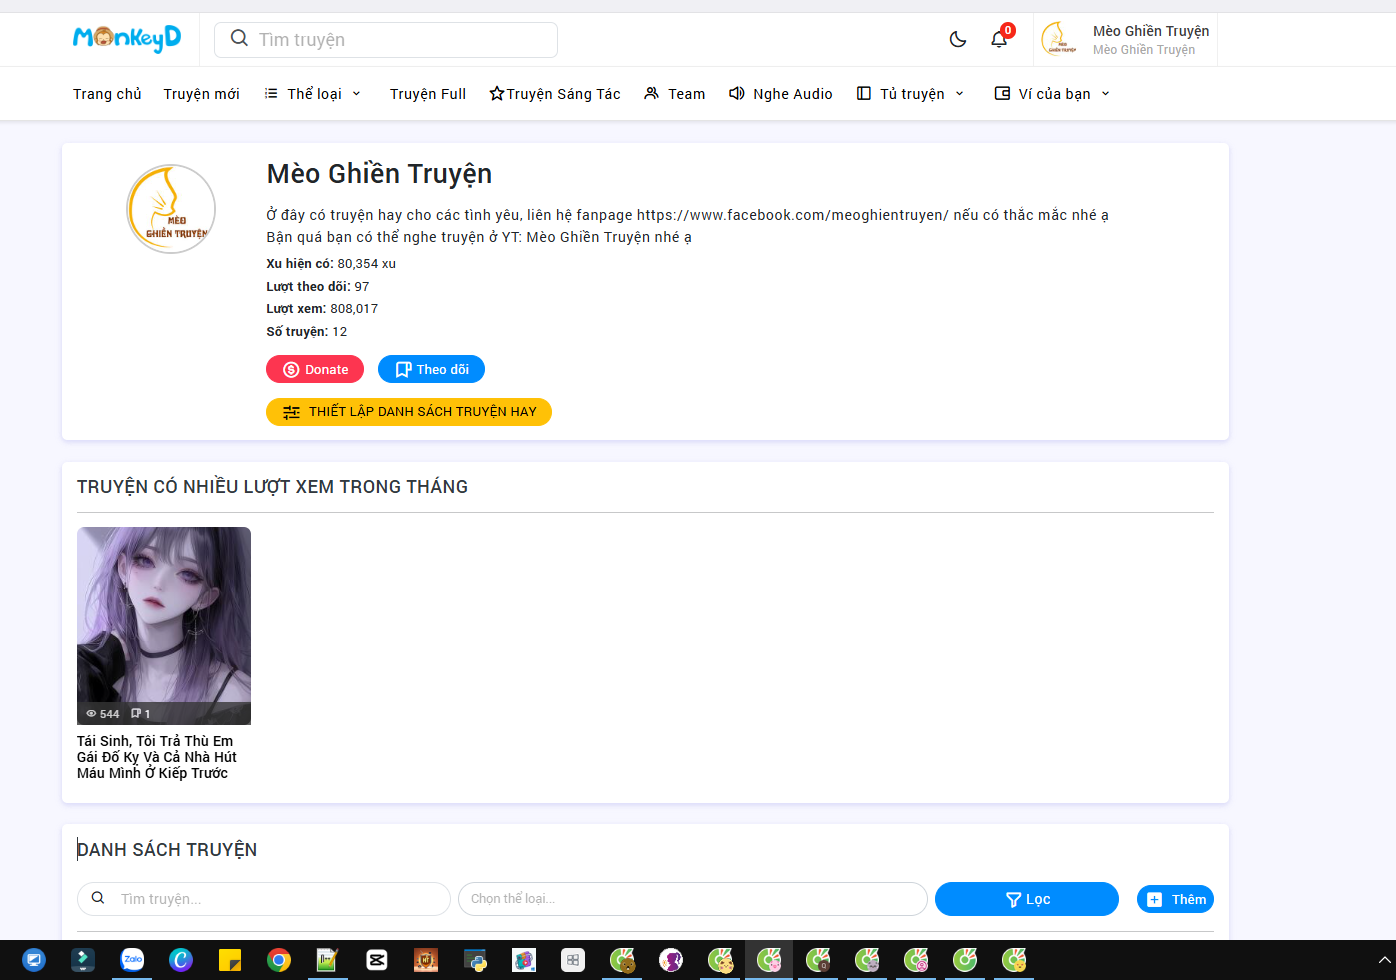 MonKeyD
Tìm truyện
0
Mèo Ghiền Truyện
Mèo Ghiền Truyện
Trang chủ
Truyện mới
Thể loại
Truyện Full
Truyện Sáng Tác
Team
Nghe Audio
Tủ truyện
Ví của bạn
MÈO
GHIỀN TRUYỆN
Mèo Ghiền Truyện
Ở đây có truyện hay cho các tình yêu, liên hệ fanpage https://www.facebook.com/meoghientruyen/ nếu có thắc mắc nhé ạ
Bận quá bạn có thể nghe truyện ở YT: Mèo Ghiền Truyện nhé ạ
Xu hiện có: 80,354 xu
Lượt theo dõi: 97
Lượt xem: 808,017
Số truyện: 12
Donate
Theo dõi
THIẾT LẬP DANH SÁCH TRUYỆN HAY
TRUYỆN CÓ NHIỀU LƯỢT XEM TRONG THÁNG
544
1
Tái Sinh, Tôi Trả Thù Em
Gái Đố Kỵ Và Cả Nhà Hút
Máu Mình Ở Kiếp Trước
DANH SÁCH TRUYỆN
Tìm truyện...
Chọn thể loại...
Lọc
Thêm
Zalo